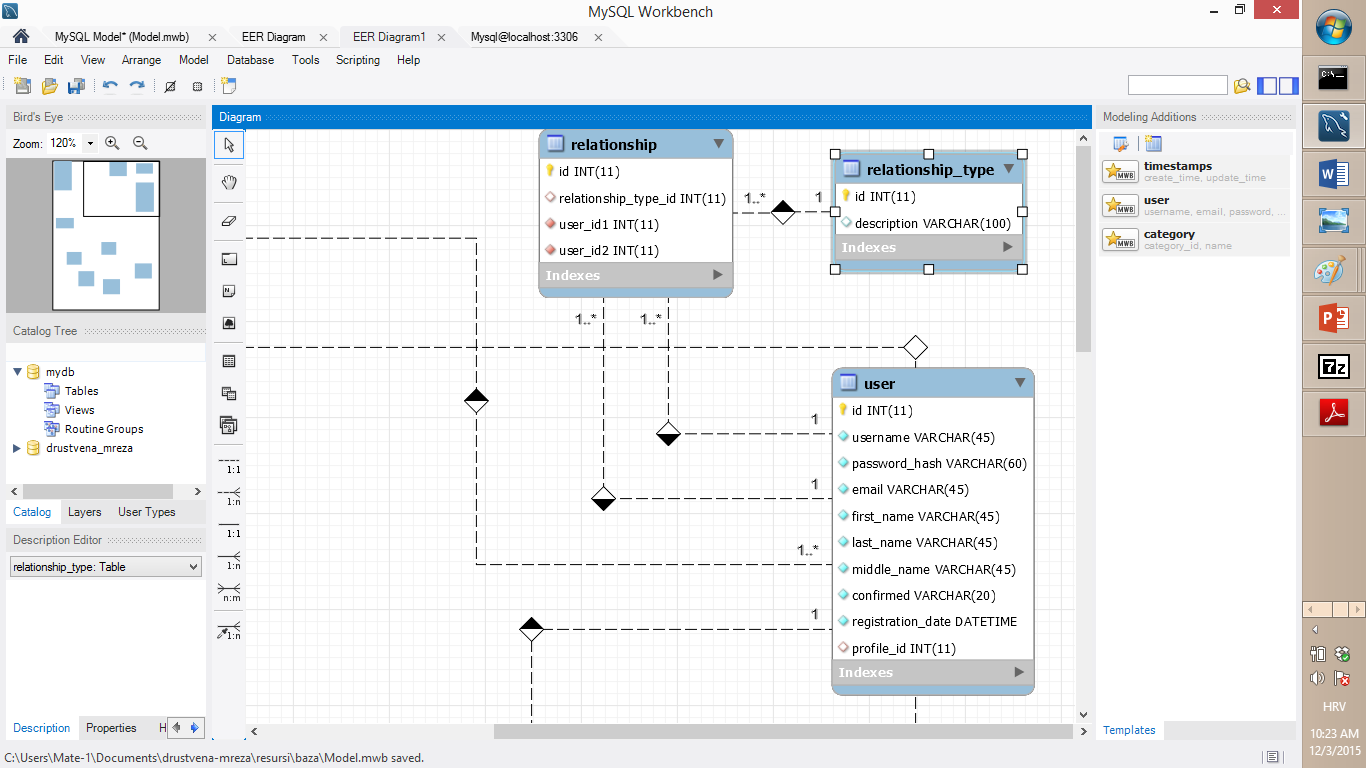 MySQL Workbench
MySQL Model* (Model.mwb)
EER Diagram
EER Diagram1
Mysql@localhost:3306
File Edit View Arrange Model Database Tools Scripting Help
Bird's Eye
Zoom: 120%
Catalog Tree
mydb
Tables
Views
Routine Groups
drustvena_mreza
Catalog Layers User Types
Description Editor
relationship_type: Table
Description Properties H
Diagram
1:1
1:n
1:1
1:n
n:m
1:n
relationship
id INT(11)
relationship_type_id INT(11)
user_id1 INT(11)
user_id2 INT(11)
Indexes
1..* 1
relationship_type
id INT(11)
description VARCHAR(100)
Indexes
1..* 1..*
1
1
1..*
1
user
id INT(11)
username VARCHAR(45)
password_hash VARCHAR(60)
email VARCHAR(45)
first_name VARCHAR(45)
last_name VARCHAR(45)
middle_name VARCHAR(45)
confirmed VARCHAR(20)
registration_date DATETIME
profile_id INT(11)
Indexes
Modeling Additions
MWB
timestamps
create_time, update_time
MWB
user
username, email, password, ...
MWB
category
category_id, name
Templates
C:\Users\Mate-1\Documents\drustvena-mreza\resursi\baza\Model.mwb saved.
C:\_
W
P
7z
HRV
10:23 AM
12/3/2015